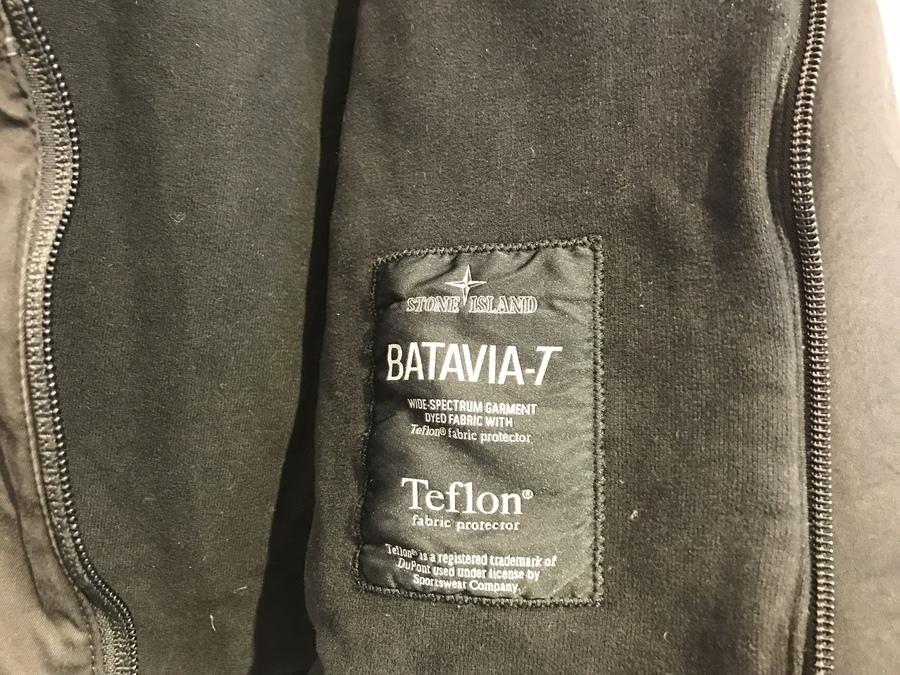 STONE ISLAND
BATAVIA-T
WIDE-SPECTRUM GARMENT
DYED FABRIC WITH
Teflon® fabric protector
Teflon®
fabric protector
Teflon® is a registered trademark of
DuPont used under license by
Sportswear Company.